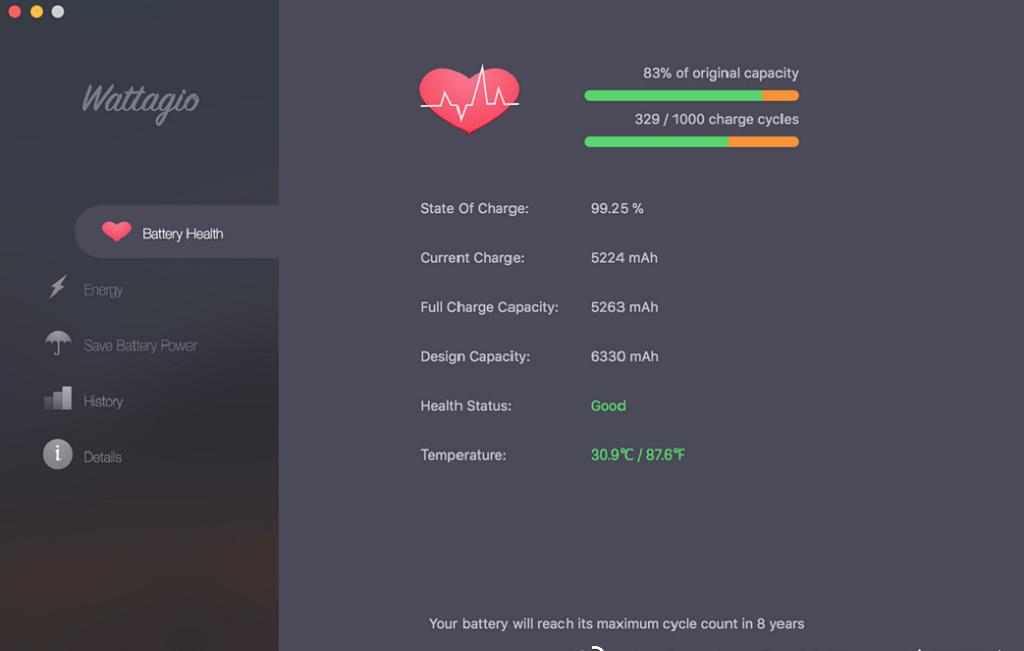 Wattagio
Battery Health
Energy
Save Battery Power
History
i
Details
83% of original capacity
329 / 1000 charge cycles
State Of Charge: 99.25 %
Current Charge: 5224 mAh
Full Charge Capacity: 5263 mAh
Design Capacity: 6330 mAh
Health Status: Good
Temperature: 30.9℃ / 87.6℉
Your battery will reach its maximum cycle count in 8 years